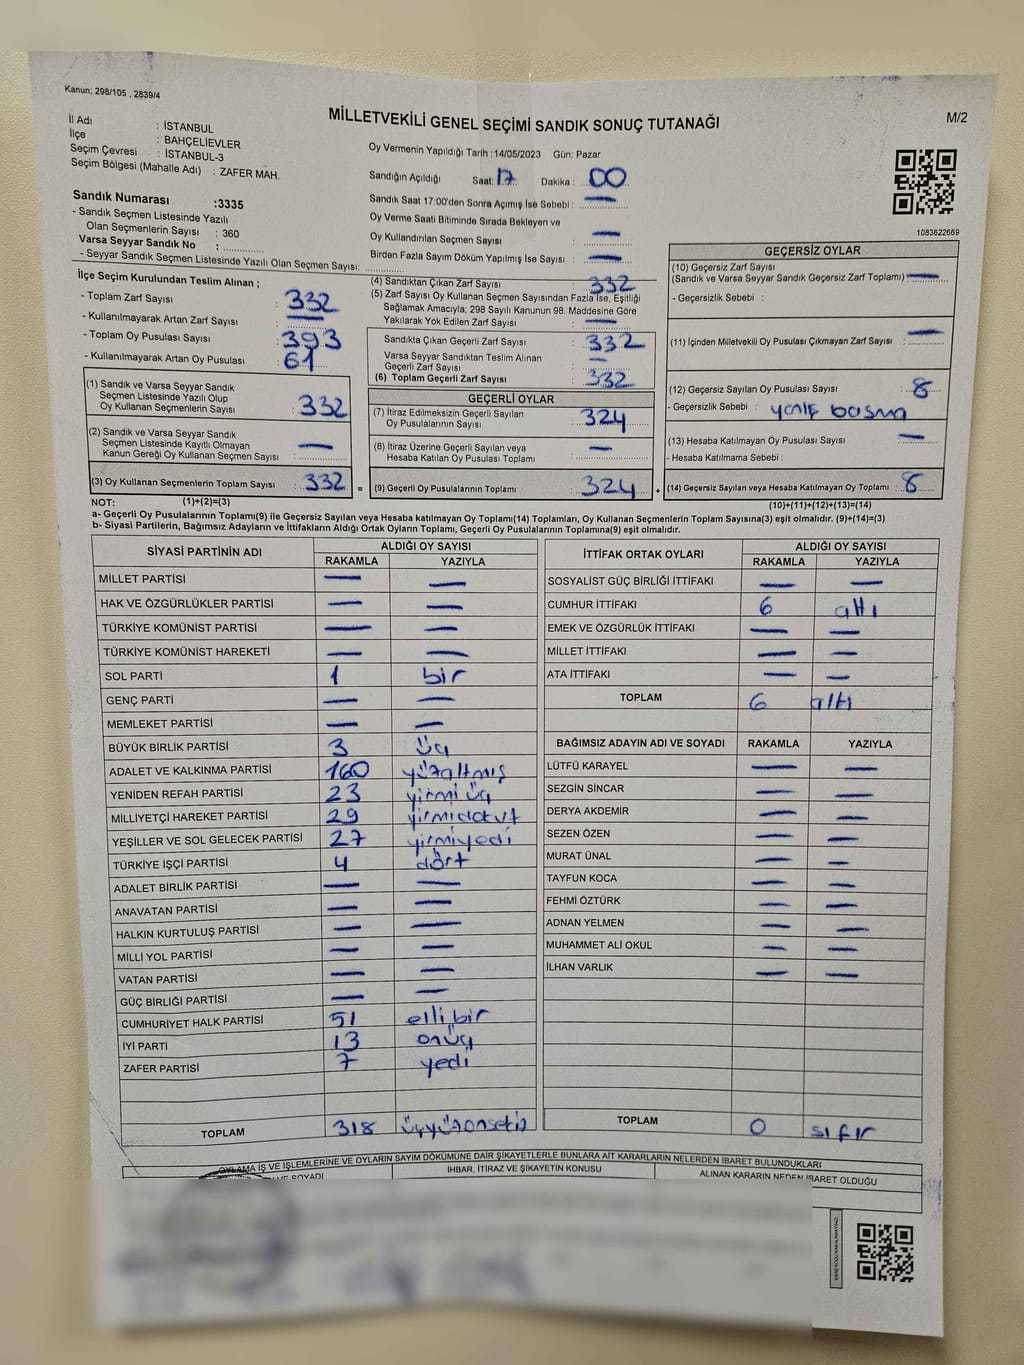 Kanun; 298/105 , 2839/4
MİLLETVEKİLİ GENEL SEÇİMİ SANDIK SONUÇ TUTANAĞI
M/2
İl Adı : İSTANBUL
İlçe : BAHÇELİEVLER
Seçim Çevresi : İSTANBUL-3
Seçim Bölgesi (Mahalle Adı) : ZAFER MAH.
Sandık Numarası :3335
- Sandık Seçmen Listesinde Yazılı
Olan Seçmenlerin Sayısı : 360
Varsa Seyyar Sandık No :
- Seyyar Sandık Seçmen Listesinde Yazılı Olan Seçmen Sayısı:
Oy Vermenin Yapıldığı Tarih :14/05/2023 Gün: Pazar
Sandığın Açıldığı Saat: 17 Dakika : 00
Sandık Saat 17:00'den Sonra Açımış İse Sebebi : —
Oy Verme Saati Bitiminde Sırada Bekleyen ve
Oy Kullandırılan Seçmen Sayısı —
Birden Fazla Sayım Döküm Yapılmış İse Sayısı : —
1083622669
İlçe Seçim Kurulundan Teslim Alınan ;
- Toplam Zarf Sayısı : 332
- Kullanılmayarak Artan Zarf Sayısı : —
- Toplam Oy Pusulası Sayısı : 393
- Kullanılmayarak Artan Oy Pusulası : 61
(1) Sandık ve Varsa Seyyar Sandık
Seçmen Listesinde Yazılı Olup
Oy Kullanan Seçmenlerin Sayısı : 332
(2) Sandık ve Varsa Seyyar Sandık
Seçmen Listesinde Kayıtlı Olmayan
Kanun Gereği Oy Kullanan Seçmen Sayısı : —
(3) Oy Kullanan Seçmenlerin Toplam Sayısı : 332 =
(4) Sandıktan Çıkan Zarf Sayısı : 332
(5) Zarf Sayısı Oy Kullanan Seçmen Sayısından Fazla İse, Eşitliği
Sağlamak Amacıyla; 298 Sayılı Kanunun 98. Maddesine Göre
Yakılarak Yok Edilen Zarf Sayısı : —
Sandıkta Çıkan Geçerli Zarf Sayısı : 332
Varsa Seyyar Sandıktan Teslim Alınan
Geçerli Zarf Sayısı : —
(6) Toplam Geçerli Zarf Sayısı : 332
GEÇERLİ OYLAR
(7) İtiraz Edilmeksizin Geçerli Sayılan
Oy Pusulalarının Sayısı : 324
(8) İtiraz Üzerine Geçerli Sayılan veya
Hesaba Katılan Oy Pusulası Toplamı : —
(9) Geçerli Oy Pusulalarının Toplamı : 324 +
GEÇERSİZ OYLAR
(10) Geçersiz Zarf Sayısı
(Sandık ve Varsa Seyyar Sandık Geçersiz Zarf Toplamı) : —
- Geçersizlik Sebebi :
(11) İçinden Milletvekili Oy Pusulası Çıkmayan Zarf Sayısı : —
(12) Geçersiz Sayılan Oy Pusulası Sayısı : 8
- Geçersizlik Sebebi : basma
(13) Hesaba Katılmayan Oy Pusulası Sayısı : —
- Hesaba Katılmama Sebebi :
(14) Geçersiz Sayılan veya Hesaba Katılmayan Oy Toplamı : 8
NOT: (1)+(2)=(3) (10)+(11)+(12)+(13)=(14)
a- Geçerli Oy Pusulalarının Toplamı(9) ile Geçersiz Sayılan veya Hesaba katılmayan Oy Toplamı(14) Toplamları, Oy Kullanan Seçmenlerin Toplam Sayısına(3) eşit olmalıdır. (9)+(14)=(3)
b- Siyasi Partilerin, Bağımsız Adayların ve İttifakların Aldığı Ortak Oyların Toplamı, Geçerli Oy Pusulalarının Toplamına(9) eşit olmalıdır.
SİYASİ PARTİNİN ADI ALDIĞI OY SAYISI
RAKAMLA YAZIYLA
MİLLET PARTİSİ — —
HAK VE ÖZGÜRLÜKLER PARTİSİ — —
TÜRKİYE KOMÜNİST PARTİSİ — —
TÜRKİYE KOMÜNİST HAREKETİ — —
SOL PARTİ 1 bir
GENÇ PARTİ — —
MEMLEKET PARTİSİ — —
BÜYÜK BİRLİK PARTİSİ 3 üç
ADALET VE KALKINMA PARTİSİ 160 yüzaltmış
YENİDEN REFAH PARTİSİ 23 yirmi üç
MİLLİYETÇİ HAREKET PARTİSİ 29
YEŞİLLER VE SOL GELECEK PARTİSİ 27 yirmiyedi
TÜRKİYE İŞÇİ PARTİSİ 4 dört
ADALET BİRLİK PARTİSİ — —
ANAVATAN PARTİSİ — —
HALKIN KURTULUŞ PARTİSİ — —
MİLLİ YOL PARTİSİ — —
VATAN PARTİSİ — —
GÜÇ BİRLİĞİ PARTİSİ — —
CUMHURİYET HALK PARTİSİ 51 elli bir
İYİ PARTİ 13 onüç
ZAFER PARTİSİ 7 yedi
TOPLAM 318 üçyüzonsekiz
İTTİFAK ORTAK OYLARI ALDIĞI OY SAYISI
RAKAMLA YAZIYLA
SOSYALİST GÜÇ BİRLİĞİ İTTİFAKI — —
CUMHUR İTTİFAKI 6 altı
EMEK VE ÖZGÜRLÜK İTTİFAKI — —
MİLLET İTTİFAKI — —
ATA İTTİFAKI — —
TOPLAM 6 altı
BAĞIMSIZ ADAYIN ADI VE SOYADI RAKAMLA YAZIYLA
LÜTFÜ KARAYEL — —
SEZGİN SİNCAR — —
DERYA AKDEMİR — —
SEZEN ÖZEN — —
MURAT ÜNAL — —
TAYFUN KOCA — —
FEHMİ ÖZTÜRK — —
ADNAN YELMEN — —
MUHAMMET ALİ OKUL — —
İLHAN VARLIK — —
TOPLAM 0 sıfır
OYLAMA İŞ VE İŞLEMLERİNE VE OYLARIN SAYIM DÖKÜMÜNE DAİR ŞİKAYETLERLE BUNLARA AİT KARARLARIN NELERDEN İBARET BULUNDUKLARI
VE SOYADI İHBAR, İTİRAZ VE ŞİKAYETİN KONUSU ALINAN KARARIN NEDEN İBARET OLDUĞU